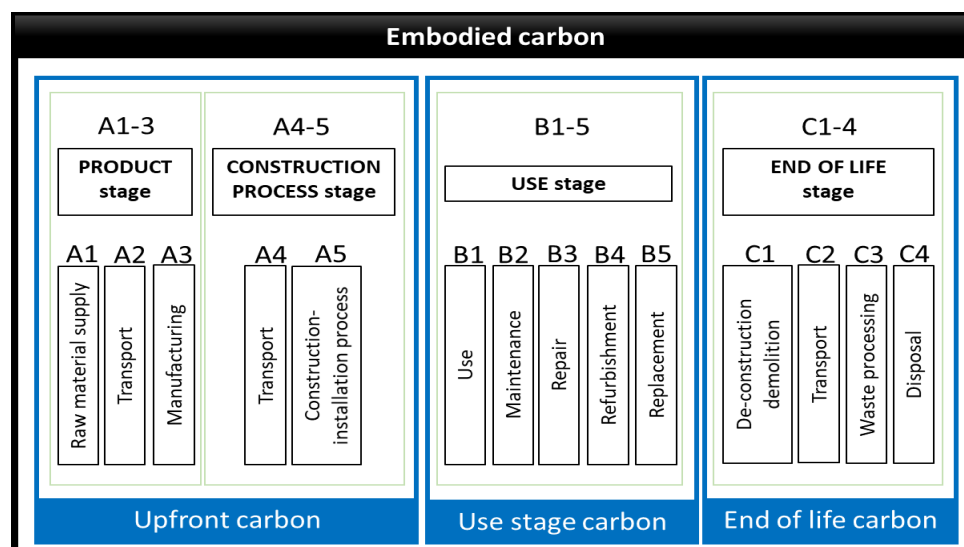 Embodied carbon
A1-3
PRODUCT
stage
A1
A2
A3
Raw material supply
Transport
Manufacturing
A4-5
CONSTRUCTION
PROCESS stage
A4
A5
Transport
Construction-
installation process
Upfront carbon
B1-5
USE stage
B1
B2
B3
B4
B5
Use
Maintenance
Repair
Refurbishment
Replacement
Use stage carbon
C1-4
END OF LIFE
stage
C1
C2
C3
C4
De-construction
demolition
Transport
Waste processing
Disposal
End of life carbon